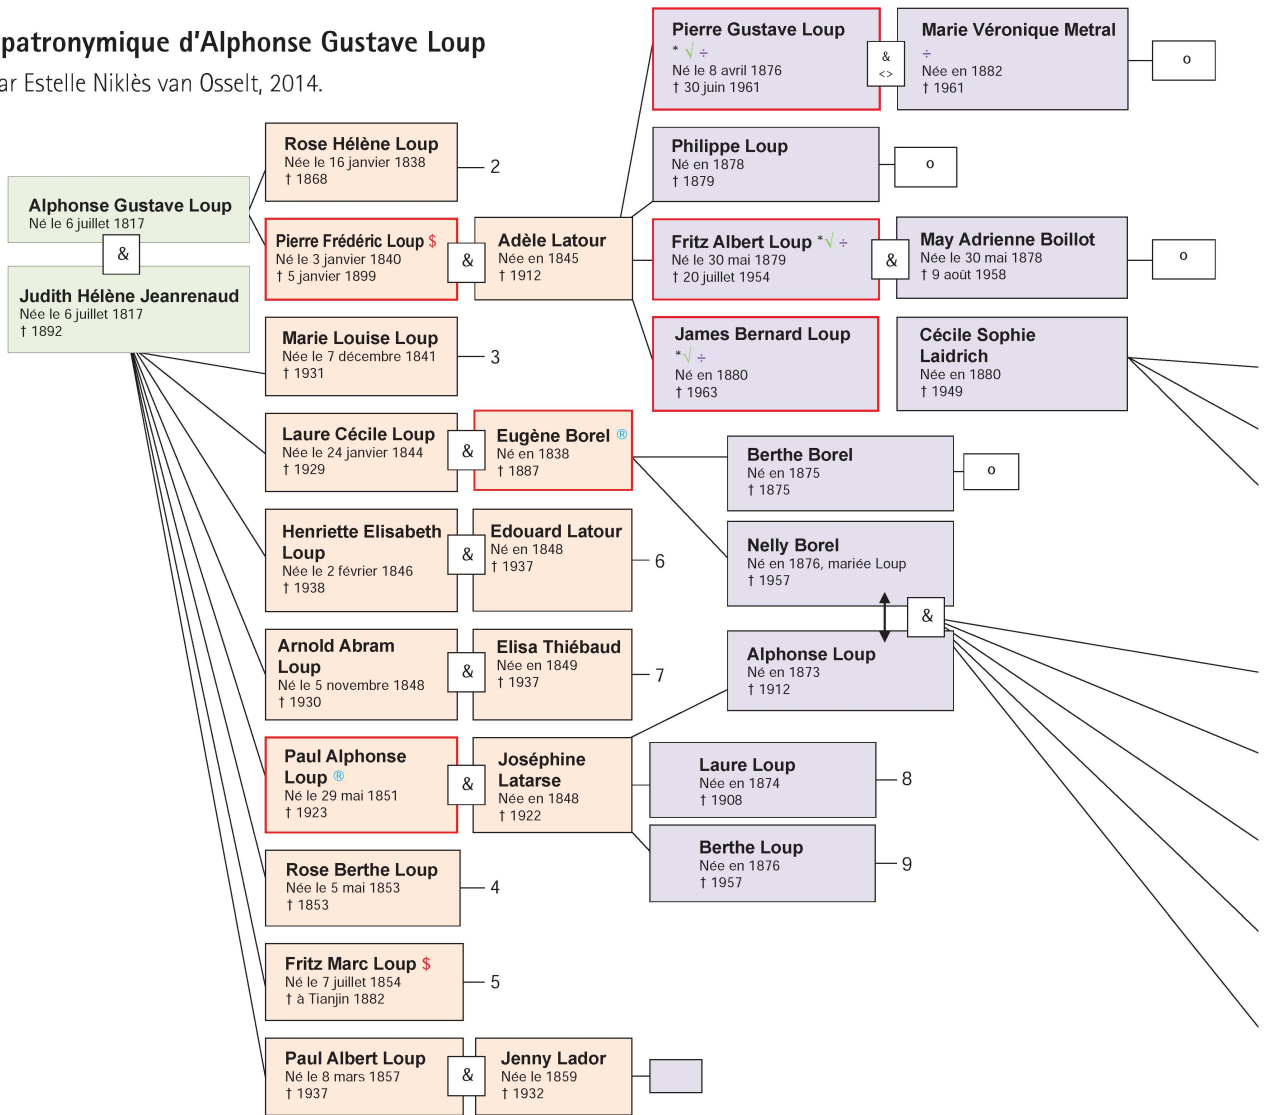 patronymique d'Alphonse Gustave Loup
ar Estelle Niklès van Osselt, 2014.
Alphonse Gustave Loup
Né le 6 juillet 1817
&
Judith Hélène Jeanrenaud
Née le 6 juillet 1817
† 1892
Rose Hélène Loup
Née le 16 janvier 1838
† 1868
2
Pierre Frédéric Loup $
Né le 3 janvier 1840
† 5 janvier 1899
&
Adèle Latour
Née en 1845
† 1912
Marie Louise Loup
Née le 7 décembre 1841
† 1931
3
Laure Cécile Loup
Née le 24 janvier 1844
† 1929
&
Eugène Borel ®
Né en 1838
† 1887
Henriette Elisabeth
Loup
Née le 2 février 1846
† 1938
&
Edouard Latour
Né en 1848
† 1937
6
Arnold Abram
Loup
Né le 5 novembre 1848
† 1930
&
Elisa Thiébaud
Née en 1849
† 1937
7
Paul Alphonse
Loup ®
Né le 29 mai 1851
† 1923
&
Joséphine
Latarse
Née en 1848
† 1922
Rose Berthe Loup
Née le 5 mai 1853
† 1853
4
Fritz Marc Loup $
Né le 7 juillet 1854
† à Tianjin 1882
5
Paul Albert Loup
Né le 8 mars 1857
† 1937
&
Jenny Lador
Née le 1859
† 1932
Pierre Gustave Loup
* √ ÷
Né le 8 avril 1876
† 30 juin 1961
&
<>
Marie Véronique Metral
÷
Née en 1882
† 1961
o
Philippe Loup
Né en 1878
† 1879
o
Fritz Albert Loup *√ ÷
Né le 30 mai 1879
† 20 juillet 1954
&
May Adrienne Boillot
Née le 30 mai 1878
† 9 août 1958
o
James Bernard Loup
*√ ÷
Né en 1880
† 1963
Cécile Sophie
Laidrich
Née en 1880
† 1949
Berthe Borel
Né en 1875
† 1875
o
Nelly Borel
Né en 1876, mariée Loup
† 1957
&
Alphonse Loup
Né en 1873
† 1912
Laure Loup
Née en 1874
† 1908
8
Berthe Loup
Née en 1876
† 1957
9